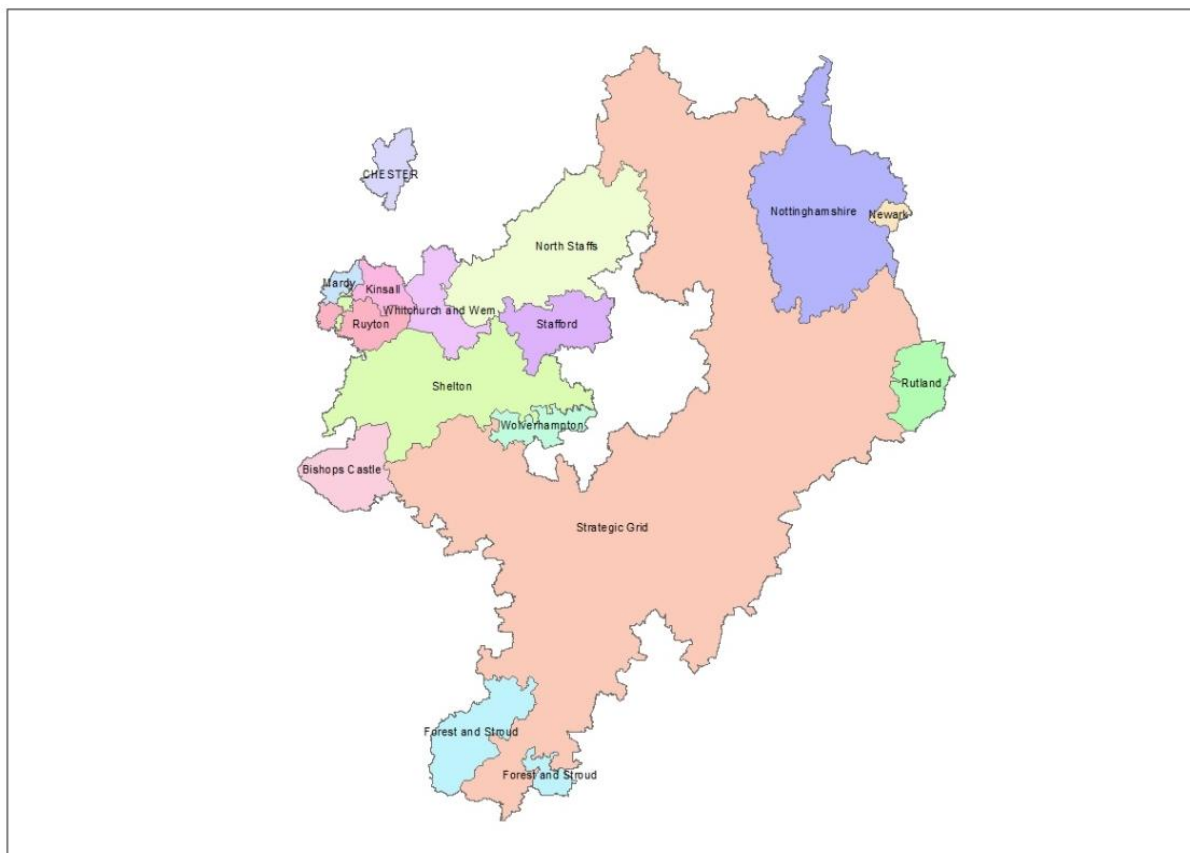 CHESTER
Nottinghamshire
Newark
North Staffs
Mardy
Kinsall
Whitchurch and Wem
Ruyton
Stafford
Rutland
Shelton
Wolverhampton
Bishops Castle
Strategic Grid
Forest and Stroud
Forest and Stroud